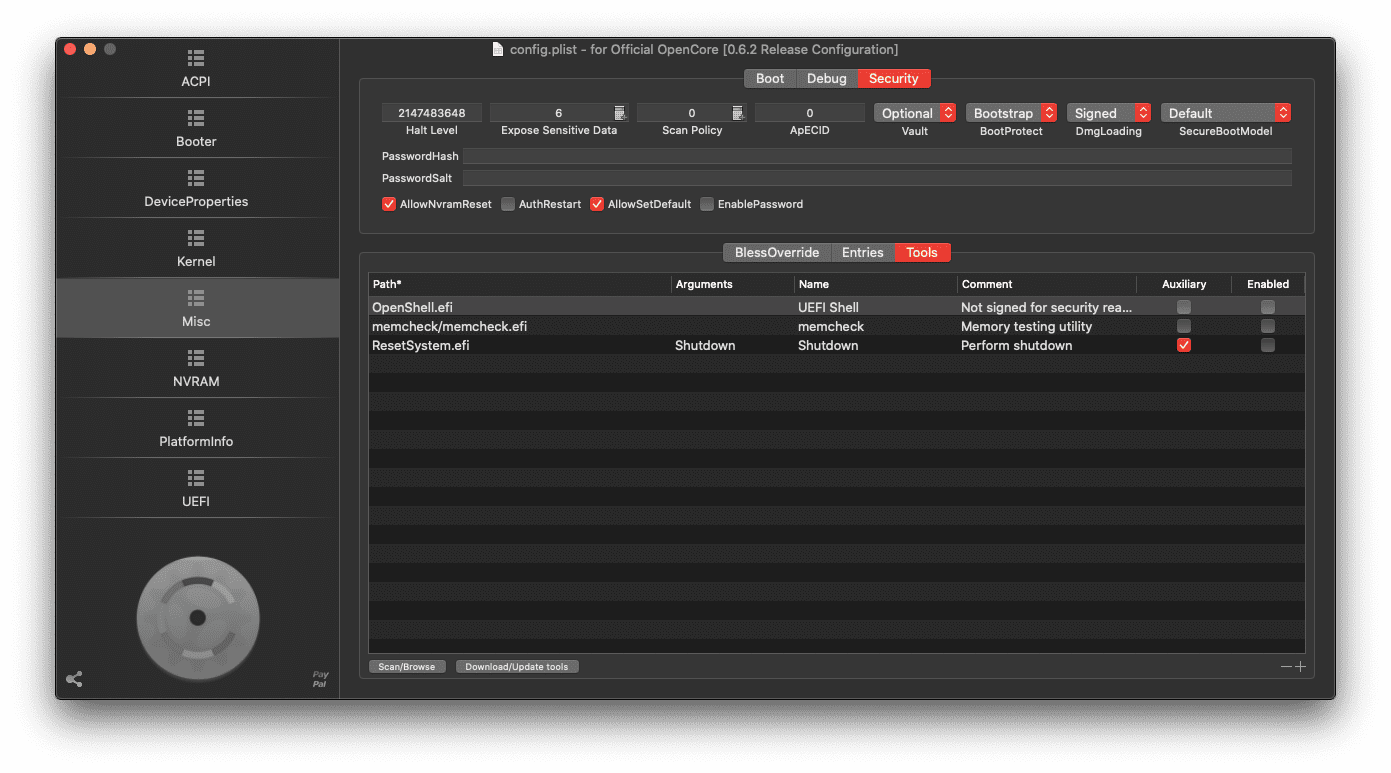 config.plist - for Official OpenCore [0.6.2 Release Configuration]
ACPI
Booter
DeviceProperties
Kernel
Misc
NVRAM
PlatformInfo
UEFI
Pay
Pal
Boot Debug Security
2147483648 6 0 0 Optional Bootstrap Signed Default
Halt Level Expose Sensitive Data Scan Policy ApECID Vault BootProtect DmgLoading SecureBootModel
PasswordHash
PasswordSalt
AllowNvramReset AuthRestart AllowSetDefault EnablePassword
BlessOverride Entries Tools
Path* Arguments Name Comment Auxiliary Enabled
OpenShell.efi UEFI Shell Not signed for security rea...
memcheck/memcheck.efi memcheck Memory testing utility
ResetSystem.efi Shutdown Shutdown Perform shutdown
Scan/Browse Download/Update tools